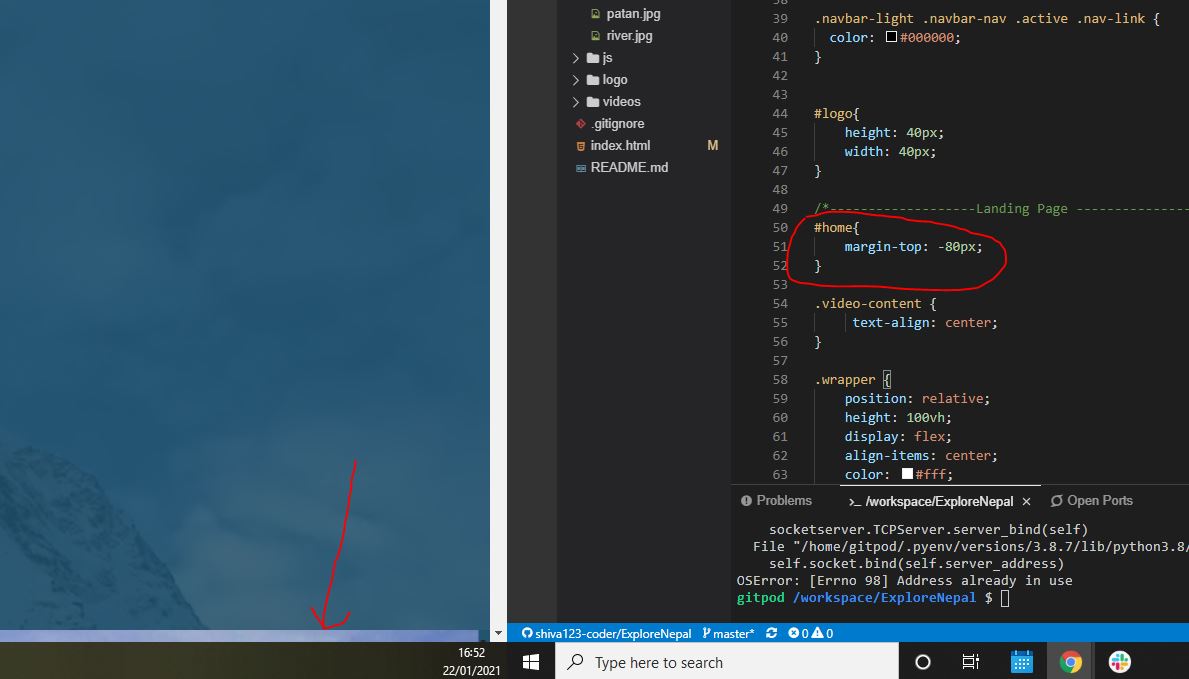 patan.jpg
river.jpg
js
logo
videos
.gitignore
index.html M
README.md
39 .navbar-light .navbar-nav .active .nav-link {
40 color: #000000;
41 }
42
43
44 #logo{
45 height: 40px;
46 width: 40px;
47 }
48
49 /*-------------------Landing Page ---------------
50 #home{
51 margin-top: -80px;
52 }
53
54 .video-content {
55 text-align: center;
56 }
57
58 .wrapper {
59 position: relative;
60 height: 100vh;
61 display: flex;
62 align-items: center;
63 color: #fff;
Problems >_ /workspace/ExploreNepal × Open Ports
socketserver.TCPServer.server_bind(self)
File "/home/gitpod/.pyenv/versions/3.8.7/lib/python3.8/
self.socket.bind(self.server_address)
OSError: [Errno 98] Address already in use
gitpod /workspace/ExploreNepal $
shiva123-coder/ExploreNepal master* 0 0
16:52
22/01/2021
Type here to search